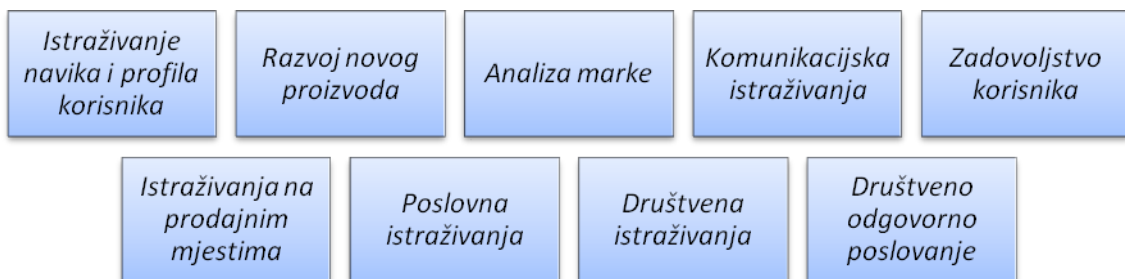 Istraživanje
navika i profila
korisnika
Razvoj novog
proizvoda
Analiza marke
Komunikacijska
istraživanja
Zadovoljstvo
korisnika
Istraživanja na
prodajnim
mjestima
Poslovna
istraživanja
Društvena
istraživanja
Društveno
odgovorno
poslovanje